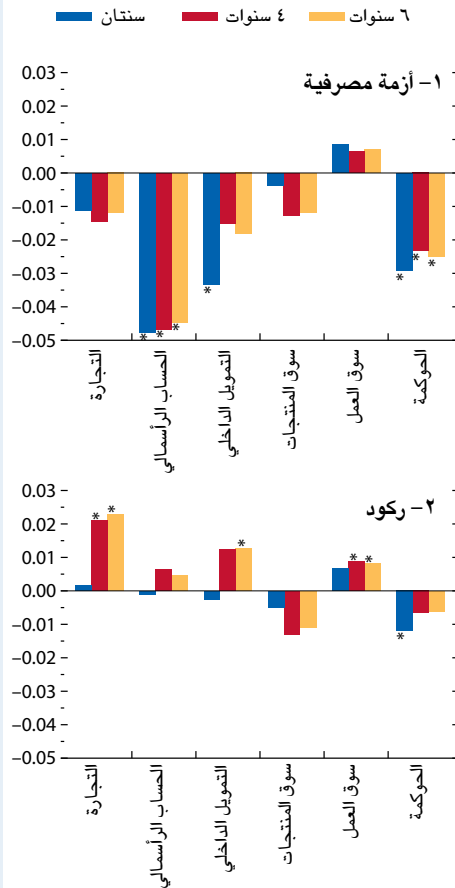 سنتان ٤ سنوات ٦ سنوات
١- أزمة مصرفية
0.03
0.02
0.01
0.00
–0.01
–0.02
–0.03
–0.04
–0.05
* * * * * * *
التجارة
الحساب الرأسمالي
التمويل الداخلي
سوق المنتجات
سوق العمل
الحوكمة
٢- ركود
0.03
0.02
0.01
0.00
–0.01
–0.02
–0.03
–0.04
–0.05
* * * * * *
التجارة
الحساب الرأسمالي
التمويل الداخلي
سوق المنتجات
سوق العمل
الحوكمة